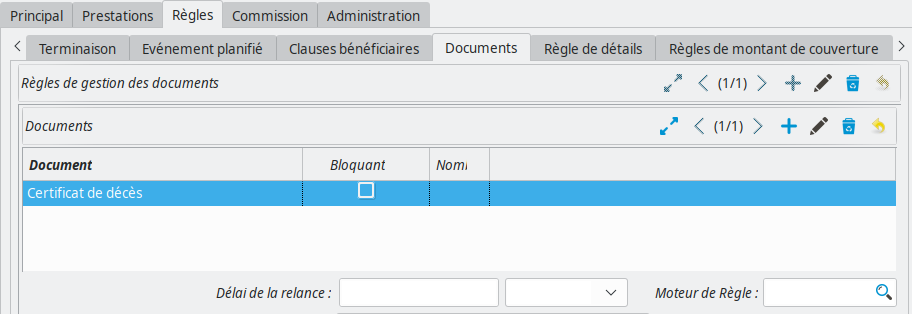 Principal Prestations Règles Commission Administration
Terminaison Evénement planifié Clauses bénéficiaires Documents Règle de détails Règles de montant de couverture
Règles de gestion des documents (1/1)
Documents (1/1)
Document Bloquant Nom
Certificat de décès
Délai de la relance : Moteur de Règle :